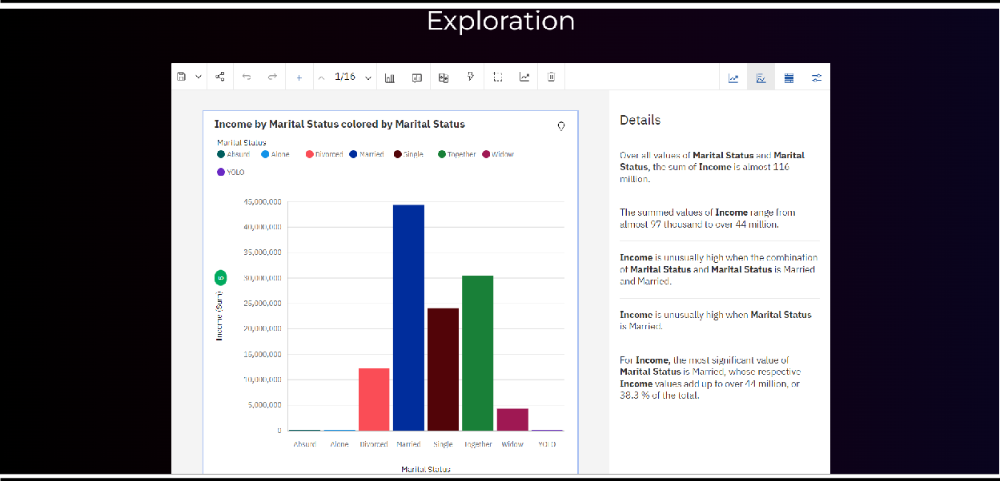 Exploration
1/16
Income by Marital Status colored by Marital Status
Marital Status
Absurd Alone Divorced Married Single Together Widow
YOLO
45,000,000
40,000,000
35,000,000
30,000,000
25,000,000
20,000,000
15,000,000
10,000,000
5,000,000
0
Income (Sum) 5
Absurd Alone Divorced Married Single Together Widow YOLO
Marital Status
Details
Over all values of Marital Status and Marital
Status, the sum of Income is almost 116
million.
The summed values of Income range from
almost 97 thousand to over 44 million.
Income is unusually high when the combination
of Marital Status and Marital Status is Married
and Married.
Income is unusually high when Marital Status
is Married.
For Income, the most significant value of
Marital Status is Married, whose respective
Income values add up to over 44 million, or
38.3 % of the total.